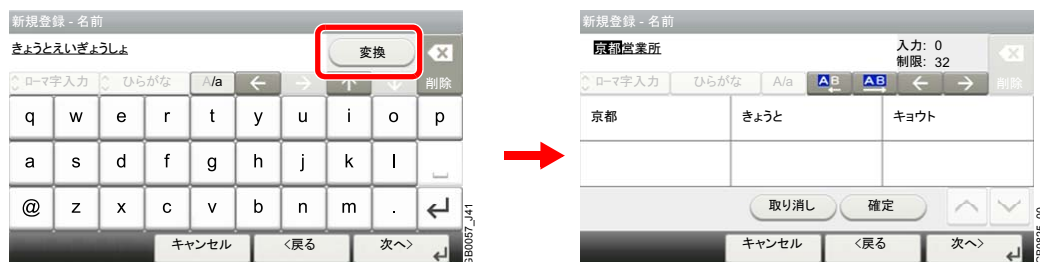 新規登録 - 名前
きょうとえいぎょうしょ
変換
ローマ字入力 ひらがな A/a ← → ↑ ↓ 削除
q w e r t y u i o p
a s d f g h j k l
@ z x c v b n m .
キャンセル <戻る 次へ>
GB0057_J41
新規登録 - 名前
京都営業所
入力: 0
制限: 32
ローマ字入力 ひらがな A/a AB AB ← → 削除
京都 きょうと キョウト
取り消し 確定
キャンセル <戻る 次へ>